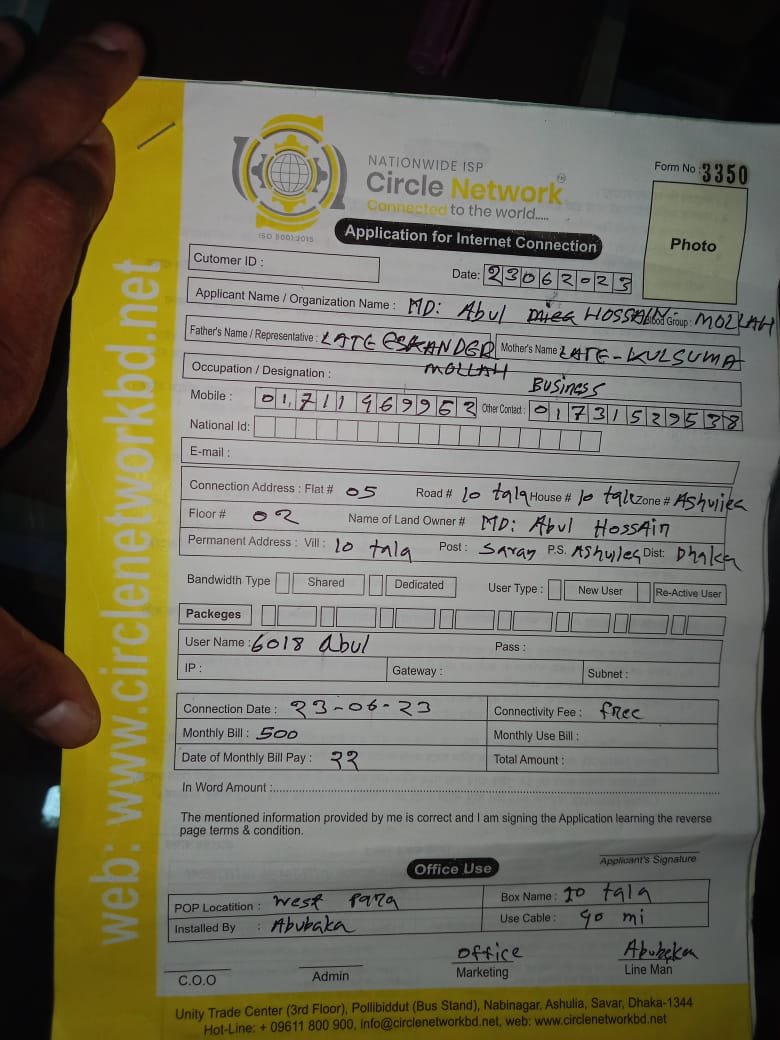 NATIONWIDE ISP
Circle Network
Connected to the world.....
ISO 9001:2015
Form No : 3350
Photo
Application for Internet Connection
Cutomer ID :
Date: 23062023
Applicant Name / Organization Name : MD: Abul HOSSAIN Blood Group : MOLLAH
Father's Name / Representative : LATE ESKANDER MOLLAH Mother's Name LATE-KULSUMA
Occupation / Designation : BUSINESS
Mobile : 01711969962 Other Contact : 01731529538
National Id:
E-mail :
Connection Address : Flat # 05 Road # 10 tala House # 10 tala Zone # Ashuliea
Floor # 02 Name of Land Owner # MD: Abul HOSSAin
Permanent Address : Vill : 10 tala Post : Savar P.S. AShulea Dist: Dhaka
Bandwidth Type Shared Dedicated User Type : New User Re-Active User
Packeges
User Name : 6018 abul Pass :
IP : Gateway : Subnet :
Connection Date : 23-06-23 Connectivity Fee : free
Monthly Bill : 500 Monthly Use Bill :
Date of Monthly Bill Pay : 22 Total Amount :
In Word Amount :
The mentioned information provided by me is correct and I am signing the Application learning the reverse
page terms & condition.
Applicant's Signature
Office Use
POP Locatition : west para Box Name : 10 tala
Installed By : Abubaka Use Cable : 90 mi
C.O.O Admin office Marketing Abubaka Line Man
Unity Trade Center (3rd Floor), Pollibiddut (Bus Stand), Nabinagar, Ashulia, Savar, Dhaka-1344
Hot-Line: + 09611 800 900, info@circlenetworkbd.net, web: www.circlenetworkbd.net
web: www.circlenetworkbd.net